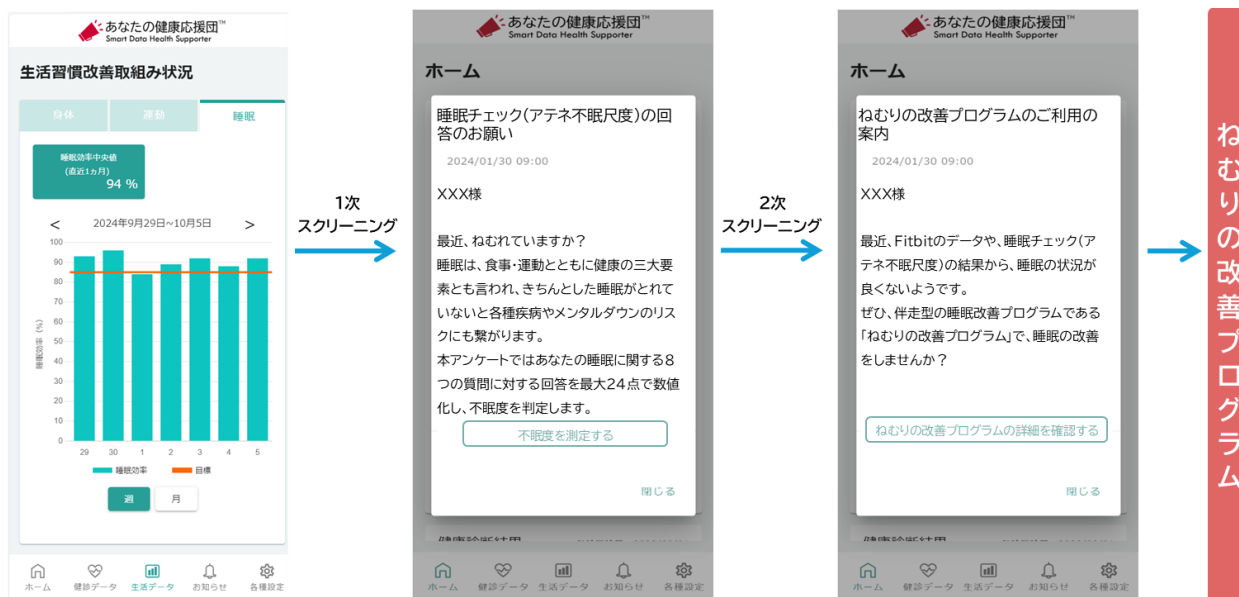 あなたの健康応援団™
Smart Data Health Supporter
生活習慣改善取組み状況
身体
運動
睡眠
睡眠効率中央値
(直近1ヵ月)
94 %
< 2024年9月29日~10月5日 >
睡眠効率 (%)
100
90
80
70
60
50
40
30
20
10
0
29 30 1 2 3 4 5
睡眠効率 目標
週 月
ホーム 健診データ 生活データ お知らせ 各種設定
1次
スクリーニング
あなたの健康応援団™
Smart Data Health Supporter
ホーム
睡眠チェック(アテネ不眠尺度)の回
答のお願い
2024/01/30 09:00
XXX様
最近、ねむれていますか?
睡眠は、食事・運動とともに健康の三大要
素とも言われ、きちんとした睡眠がとれて
いないと各種疾病やメンタルダウンのリス
クにも繋がります。
本アンケートではあなたの睡眠に関する8
つの質問に対する回答を最大24点で数値
化し、不眠度を判定します。
不眠度を測定する
閉じる
ホーム 健診データ 生活データ お知らせ 各種設定
2次
スクリーニング
あなたの健康応援団™
Smart Data Health Supporter
ホーム
ねむりの改善プログラムのご利用の
案内
2024/01/30 09:00
XXX様
最近、Fitbitのデータや、睡眠チェック(ア
テネ不眠尺度)の結果から、睡眠の状況が
良くないようです。
ぜひ、伴走型の睡眠改善プログラムである
「ねむりの改善プログラム」で、睡眠の改善
をしませんか?
ねむりの改善プログラムの詳細を確認する
閉じる
ホーム 健診データ 生活データ お知らせ 各種設定
ねむりの改善プログラム